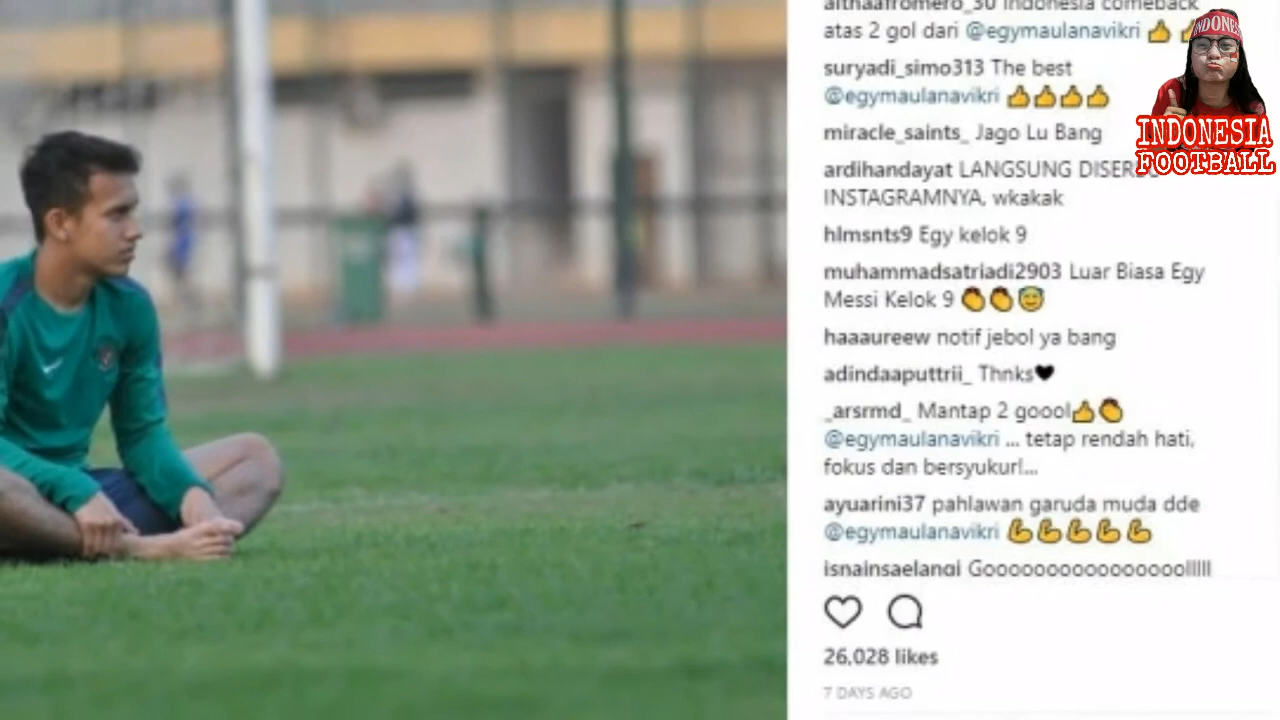 althaafromero_30 Indonesia comeback
atas 2 gol dari @egymaulanavikri 👍
suryadi_simo313 The best
@egymaulanavikri 👍👍👍👍
miracle_saints_ Jago Lu Bang
ardihandayat LANGSUNG
INSTAGRAMNYA, wkakak
hlmsnts9 Egy kelok 9
muhammadsatriadi2903 Luar Biasa Egy
Messi Kelok 9 👏👏😇
haaaureew notif jebol ya bang
adindaaputtrii_ Thnks🖤
_arsrmd_ Mantap 2 goool👍👏
@egymaulanavikri ... tetap rendah hati,
fokus dan bersyukur!...
ayuarini37 pahlawan garuda muda dde
@egymaulanavikri 💪💪💪💪💪
isnainsaelangi Goooooooooooooooolllll
26,028 likes
7 DAYS AGO
INDONESIA
FOOTBALL